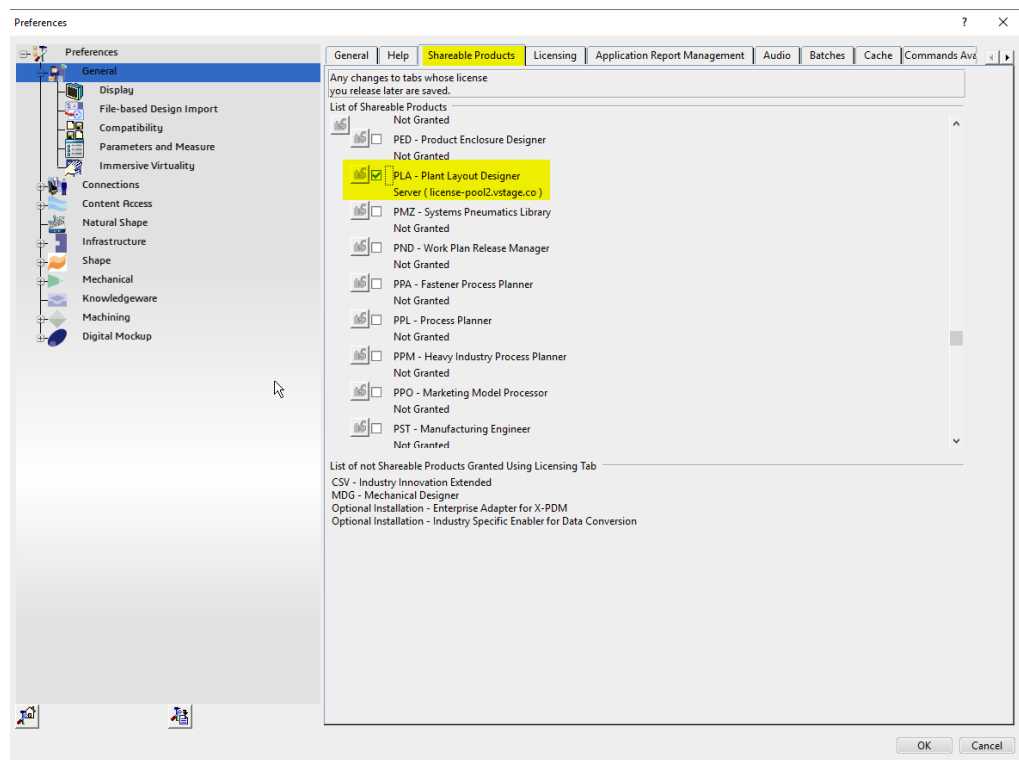 Preferences
?
Preferences
General
Display
File-based Design Import
Compatibility
Parameters and Measure
Immersive Virtuality
Connections
Content Access
Natural Shape
Infrastructure
Shape
Mechanical
Knowledgeware
Machining
Digital Mockup
General Help Shareable Products Licensing Application Report Management Audio Batches Cache Commands Ava
Any changes to tabs whose license
you release later are saved.
List of Shareable Products
Not Granted
PED - Product Enclosure Designer
Not Granted
PLA - Plant Layout Designer
Server ( license-pool2.vstage.co )
PMZ - Systems Pneumatics Library
Not Granted
PND - Work Plan Release Manager
Not Granted
PPA - Fastener Process Planner
Not Granted
PPL - Process Planner
Not Granted
PPM - Heavy Industry Process Planner
Not Granted
PPO - Marketing Model Processor
Not Granted
PST - Manufacturing Engineer
Not Granted
List of not Shareable Products Granted Using Licensing Tab
CSV - Industry Innovation Extended
MDG - Mechanical Designer
Optional Installation - Enterprise Adapter for X-PDM
Optional Installation - Industry Specific Enabler for Data Conversion
OK Cancel